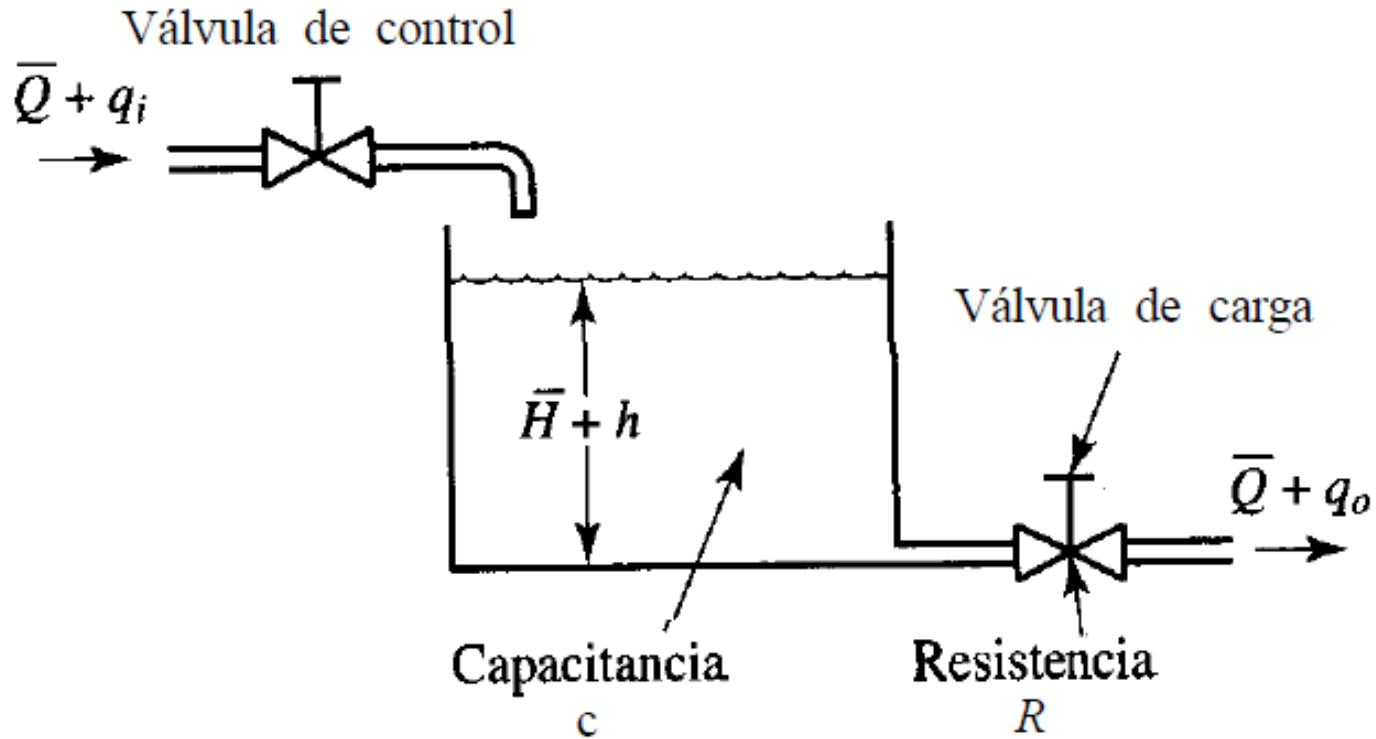 Válvula de control
Q̅ + qᵢ
Válvula de carga
H̅ + h
Q̅ + qₒ
Capacitancia
c
Resistencia
R